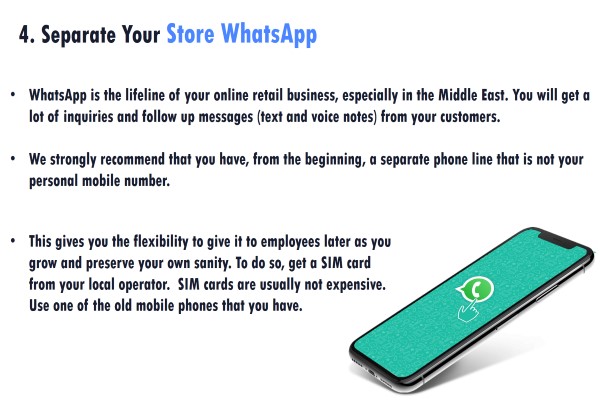 4. Separate Your Store WhatsApp
• WhatsApp is the lifeline of your online retail business, especially in the Middle East. You will get a
lot of inquiries and follow up messages (text and voice notes) from your customers.
• We strongly recommend that you have, from the beginning, a separate phone line that is not your
personal mobile number.
• This gives you the flexibility to give it to employees later as you
grow and preserve your own sanity. To do so, get a SIM card
from your local operator.  SIM cards are usually not expensive.
Use one of the old mobile phones that you have.